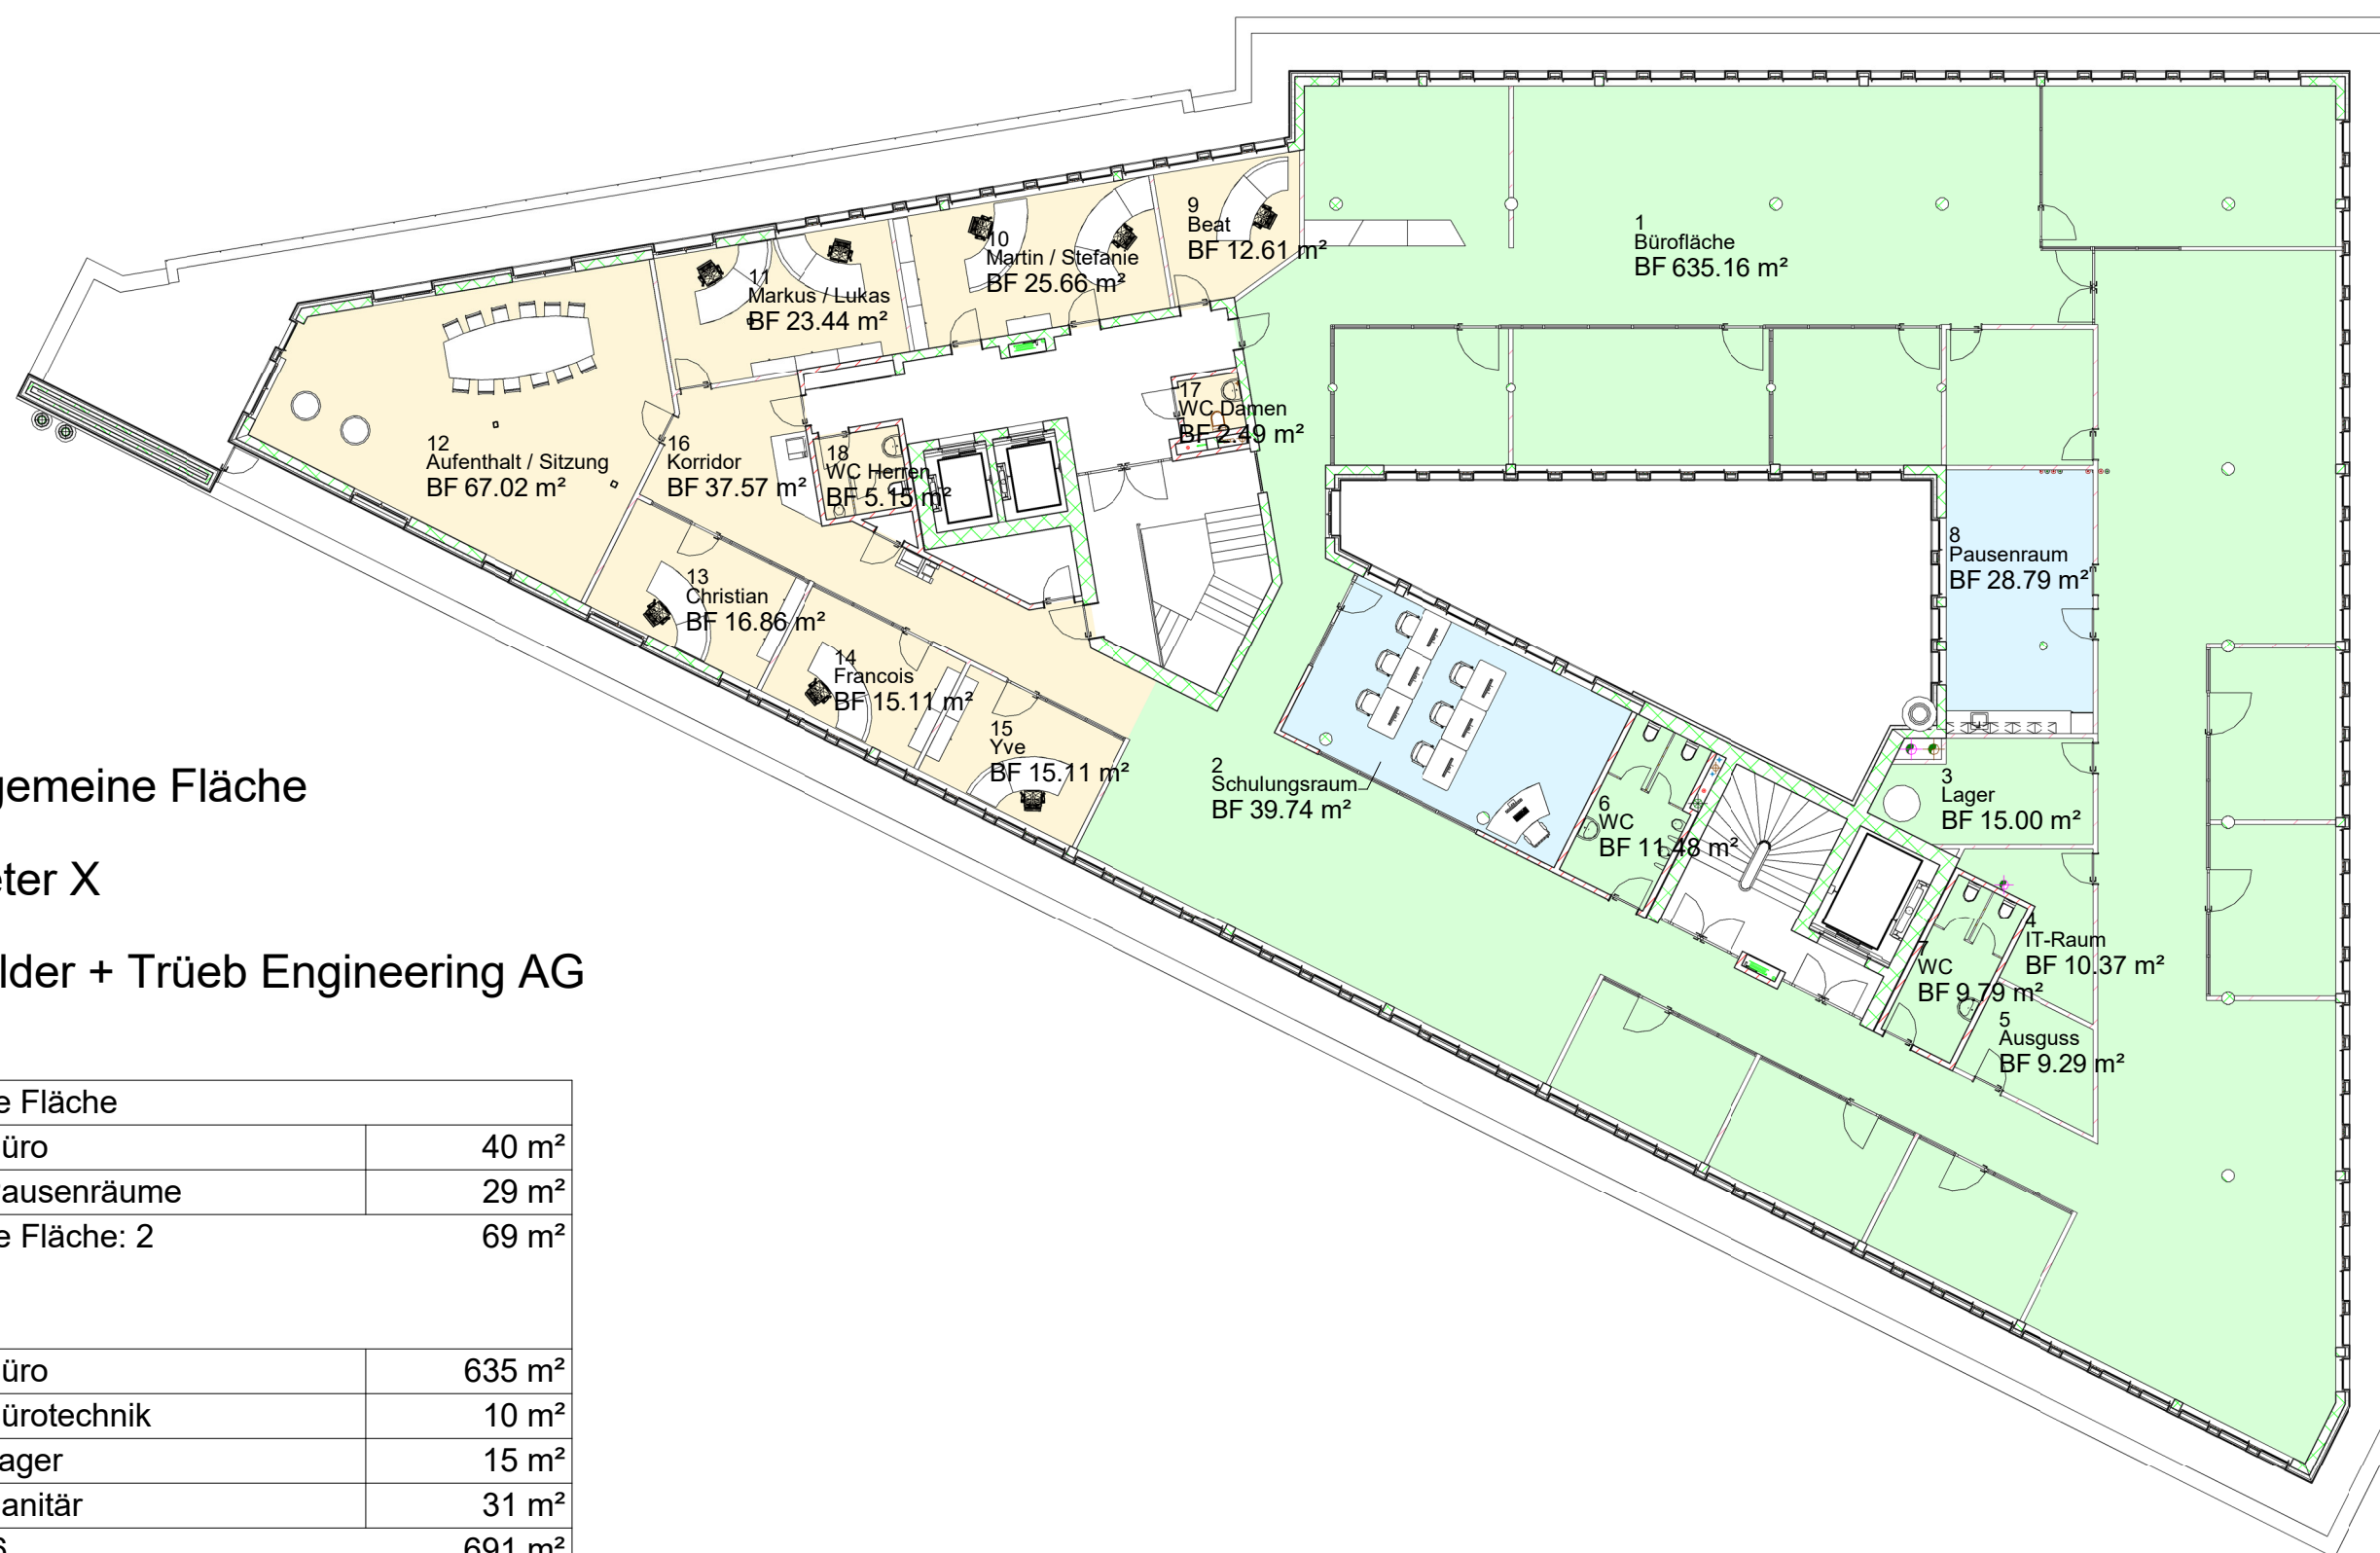 1
Bürofläche
BF 635.16 m²
9
Beat
BF 12.61 m²
10
Martin / Stefanie
BF 25.66 m²
11
Markus / Lukas
BF 23.44 m²
17
WC Damen
BF 2.49 m²
12
Aufenthalt / Sitzung
BF 67.02 m²
16
Korridor
BF 37.57 m²
18
WC Herren
BF 5.15 m²
8
Pausenraum
BF 28.79 m²
13
Christian
BF 16.86 m²
14
Francois
BF 15.11 m²
15
Yve
BF 15.11 m²
2
Schulungsraum
BF 39.74 m²
6
WC
BF 11.48 m²
3
Lager
BF 15.00 m²
4
IT-Raum
BF 10.37 m²
7
WC
BF 9.79 m²
5
Ausguss
BF 9.29 m²
gemeine Fläche
eter X
lder + Trüeb Engineering AG
e Fläche
üro 40 m²
ausenräume 29 m²
e Fläche: 2 69 m²
üro 635 m²
ürotechnik 10 m²
ager 15 m²
anitär 31 m²
6 691 m²